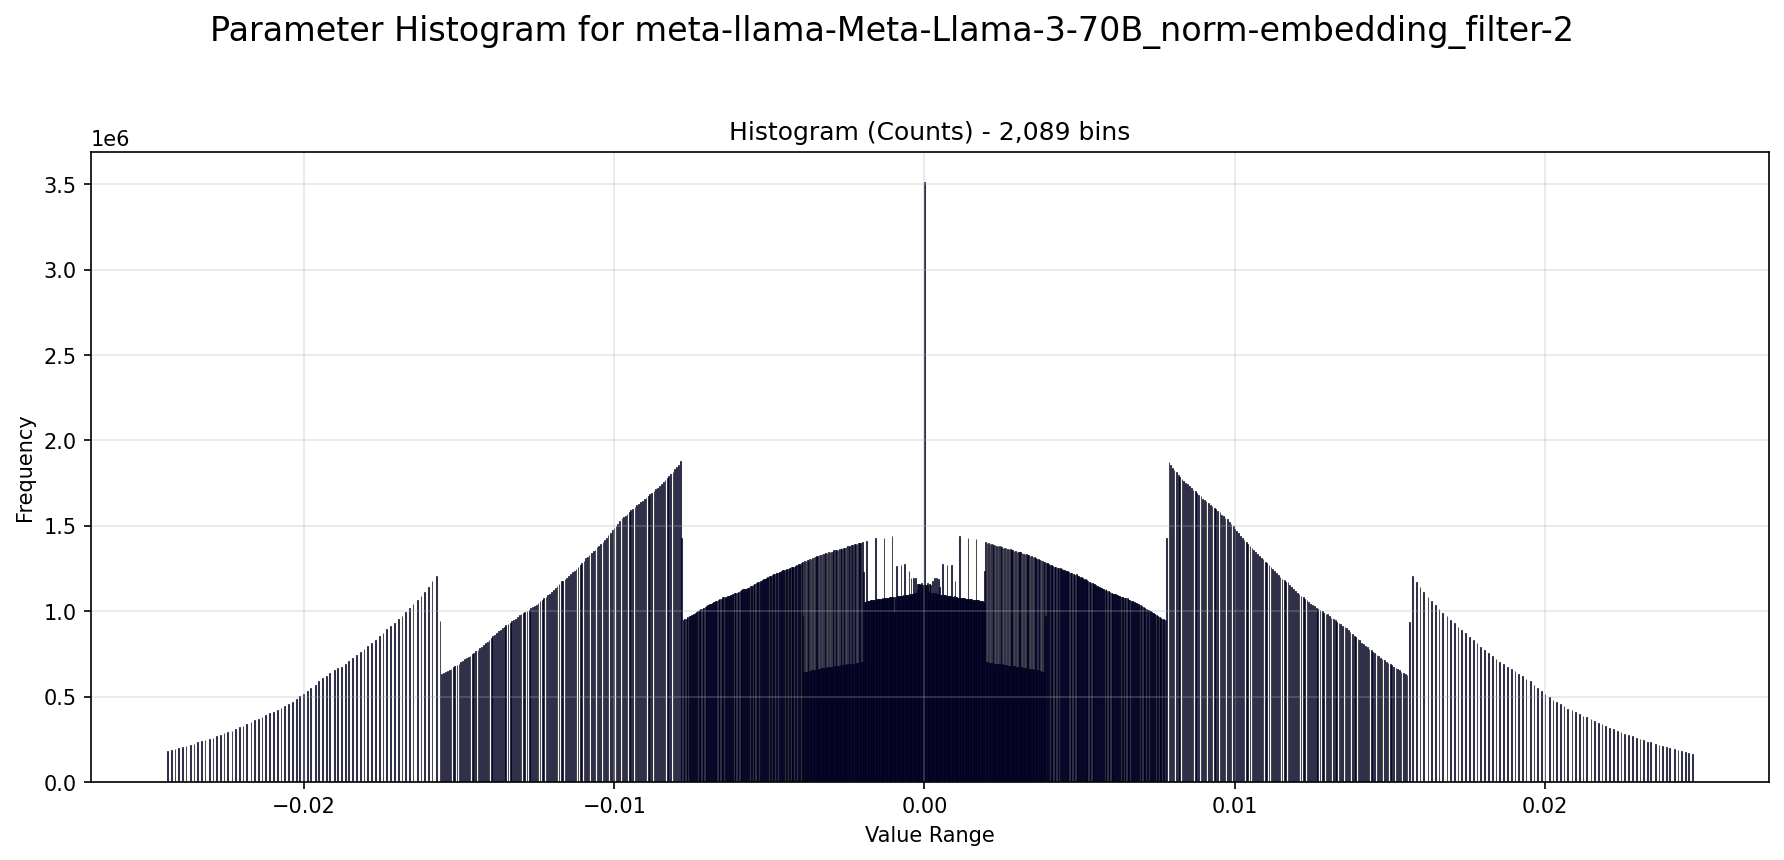 Parameter Histogram for meta-llama-Meta-Llama-3-70B_norm-embedding_filter-2
Histogram (Counts) - 2,089 bins
1e6
3.5
3.0
2.5
2.0
1.5
1.0
0.5
0.0
Frequency
−0.02 −0.01 0.00 0.01 0.02
Value Range